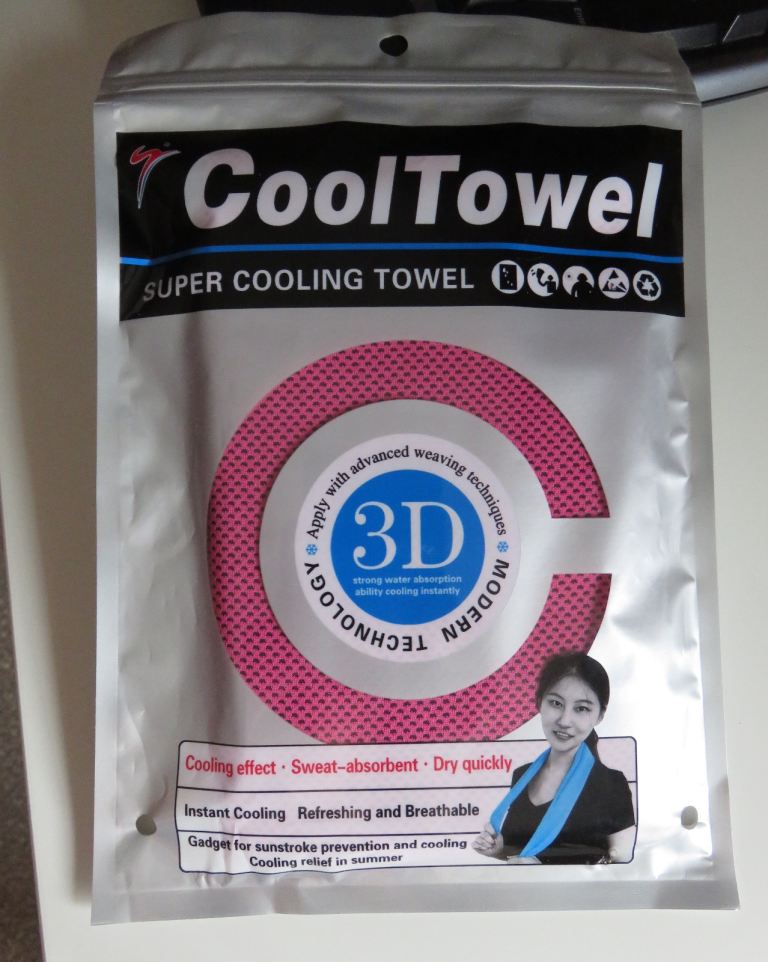 CoolTowel
SUPER COOLING TOWEL
Apply with advanced weaving techniques
3D
strong water absorption
ability cooling instantly
MODERN TECHNOLOGY
Cooling effect · Sweat-absorbent · Dry quickly
Instant Cooling Refreshing and Breathable
Gadget for sunstroke prevention and cooling
Cooling relief in summer